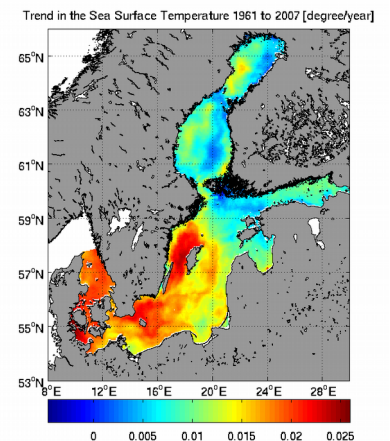 Trend in the Sea Surface Temperature 1961 to 2007 [degree/year]
65°N
63°N
61°N
59°N
57°N
55°N
53°N
8°E 12°E 16°E 20°E 24°E 28°E
0 0.005 0.01 0.015 0.02 0.025